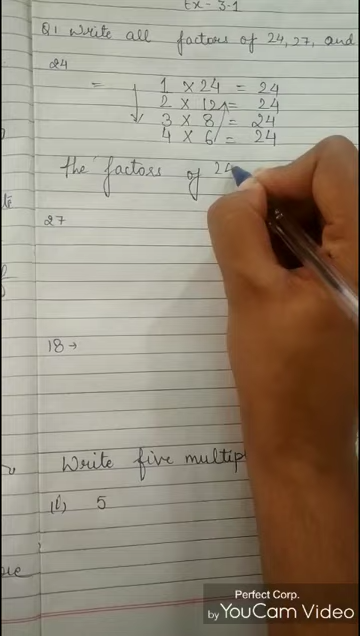 Ex - 3.1
Q1 Write all factors of 24, 27, and
24
= 1 × 24 = 24
2 × 12 = 24
3 × 8 = 24
4 × 6 = 24
The factors of 24
27
18 →
Write five multipl
(i) 5
Perfect Corp.
by YouCam Video